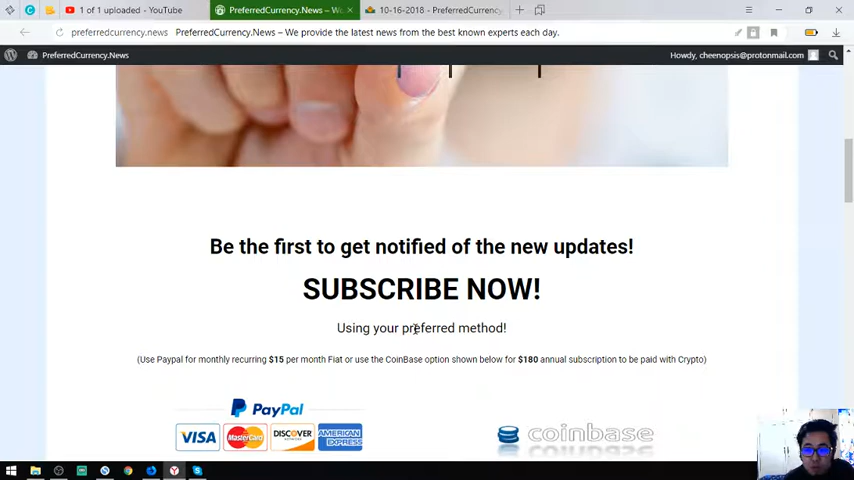 1 of 1 uploaded - YouTube
PreferredCurrency.News – W
10-16-2018 - PreferredCurrency
preferredcurrency.news PreferredCurrency.News – We provide the latest news from the best known experts each day.
PreferredCurrency.News
Howdy, cheenopsis@protonmail.com
Be the first to get notified of the new updates!
SUBSCRIBE NOW!
Using your preferred method!
(Use Paypal for monthly recurring $15 per month Fiat or use the CoinBase option shown below for $180 annual subscription to be paid with Crypto)
PayPal
VISA MasterCard DISCOVER AMERICAN EXPRESS
coinbase